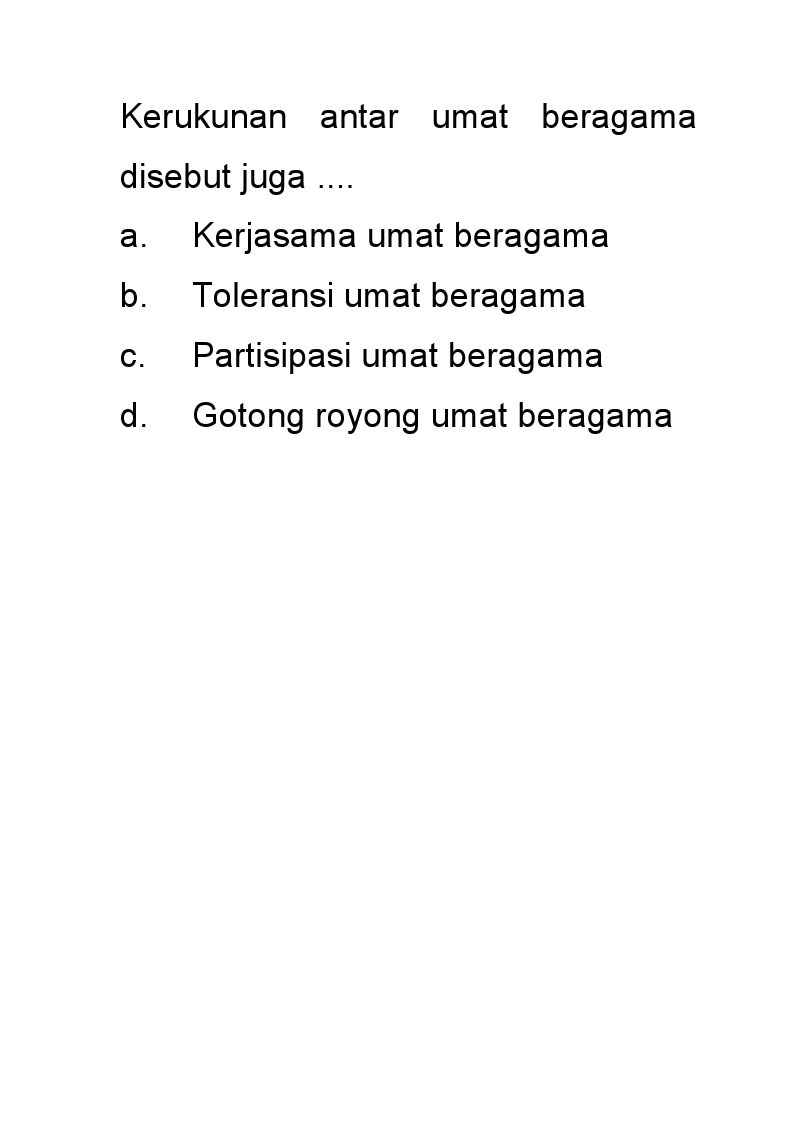 Kerukunan antar umat beragama
disebut juga ....
a. Kerjasama umat beragama
b. Toleransi umat beragama
c. Partisipasi umat beragama
d. Gotong royong umat beragama